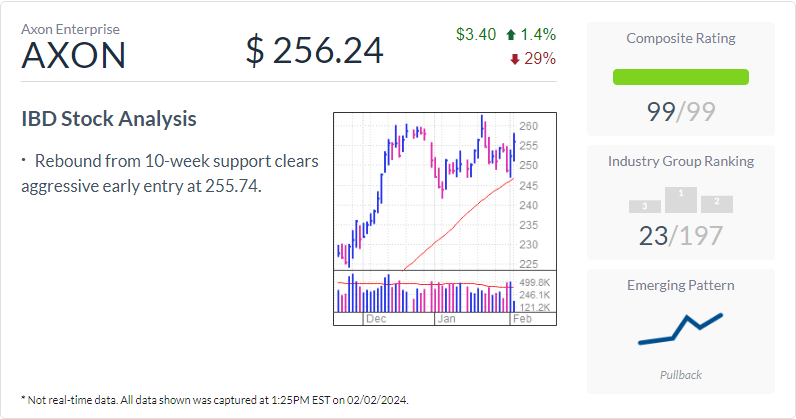 Axon Enterprise
AXON
$ 256.24
$3.40 1.4%
29%
IBD Stock Analysis
· Rebound from 10-week support clears
aggressive early entry at 255.74.
260
255
250
245
240
235
230
225
499.8K
246.1K
121.2K
Dec Jan Feb
Composite Rating
99/99
Industry Group Ranking
3 1 2
23/197
Emerging Pattern
Pullback
* Not real-time data. All data shown was captured at 1:25PM EST on 02/02/2024.